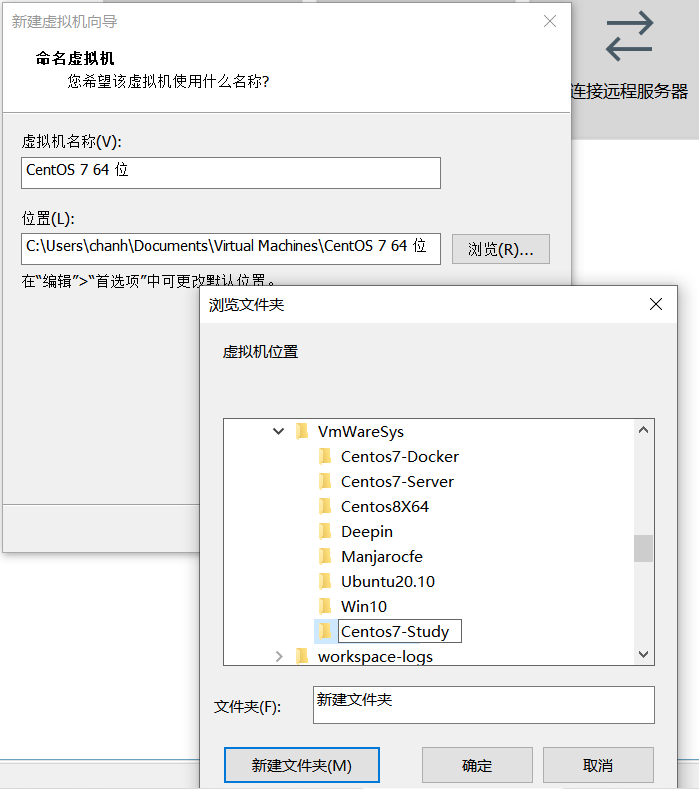 新建虚拟机向导
命名虚拟机
您希望该虚拟机使用什么名称?
连接远程服务器
虚拟机名称(V):
CentOS 7 64 位
位置(L):
C:\Users\chanh\Documents\Virtual Machines\CentOS 7 64 位
浏览(R)...
在“编辑”>“首选项”中可更改默认位置。
浏览文件夹
虚拟机位置
VmWareSys
Centos7-Docker
Centos7-Server
Centos8X64
Deepin
Manjarocfe
Ubuntu20.10
Win10
Centos7-Study
workspace-logs
文件夹(F):
新建文件夹
新建文件夹(M)
确定
取消